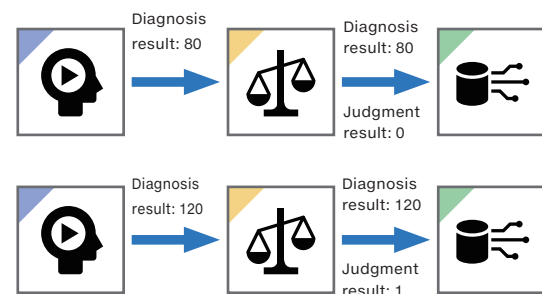 Diagnosis
result: 80
Diagnosis
result: 80
Judgment
result: 0
Diagnosis
result: 120
Diagnosis
result: 120
Judgment
result: 1